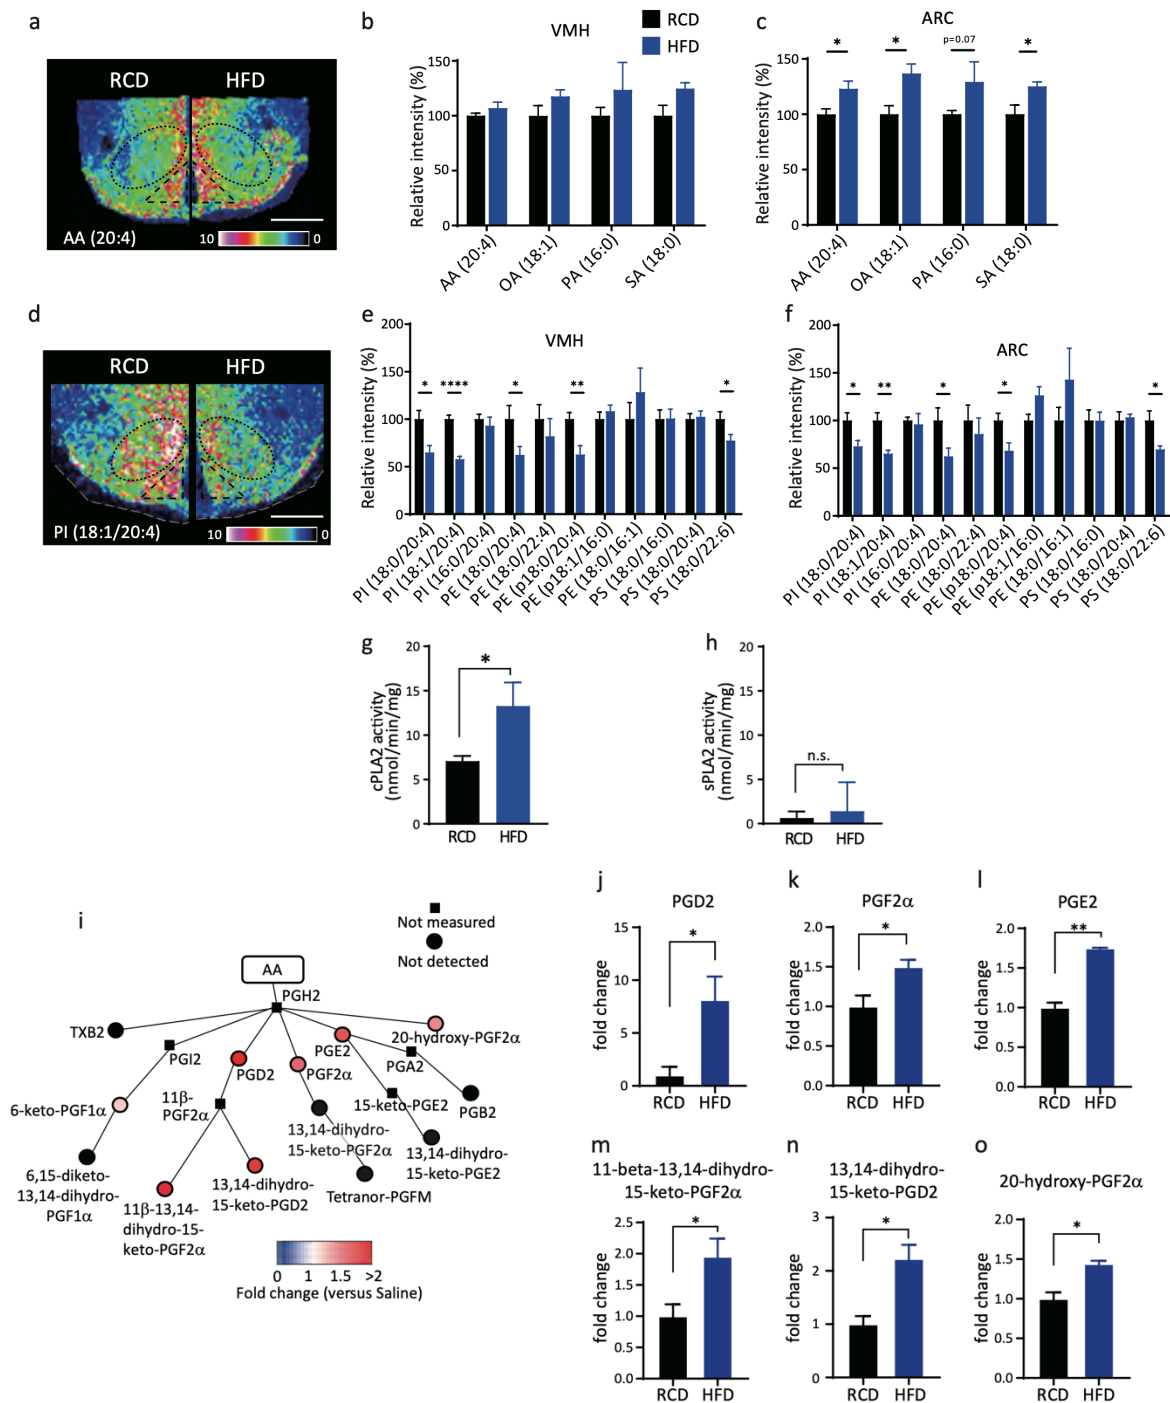 a
RCD HFD
AA (20:4)
10 0
b
VMH
RCD
HFD
Relative intensity (%)
150
100
50
0
AA (20:4)
OA (18:1)
PA (16:0)
SA (18:0)
c
ARC
* * p=0.07 *
Relative intensity (%)
150
100
50
0
AA (20:4)
OA (18:1)
PA (16:0)
SA (18:0)
d
RCD HFD
PI (18:1/20:4)
10 0
e
VMH
* **** * ** *
Relative intensity (%)
200
150
100
50
0
PI (18:0/20:4)
PI (18:1/20:4)
PI (16:0/20:4)
PE (18:0/20:4)
PE (18:0/22:4)
PE (p18:0/20:4)
PE (p18:1/16:0)
PE (18:0/16:1)
PS (18:0/16:0)
PS (18:0/20:4)
PS (18:0/22:6)
f
ARC
* ** * * *
Relative intensity (%)
200
150
100
50
0
PI (18:0/20:4)
PI (18:1/20:4)
PI (16:0/20:4)
PE (18:0/20:4)
PE (18:0/22:4)
PE (p18:0/20:4)
PE (p18:1/16:0)
PE (18:0/16:1)
PS (18:0/16:0)
PS (18:0/20:4)
PS (18:0/22:6)
g
cPLA2 activity
(nmol/min/mg)
20
15
10
5
0
*
RCD HFD
h
sPLA2 activity
(nmol/min/mg)
20
15
10
5
0
n.s.
RCD HFD
i
Not measured
Not detected
AA
PGH2
TXB2
PGI2
PGD2
PGF2α
PGE2
20-hydroxy-PGF2α
PGA2
6-keto-PGF1α
11β-
PGF2α
15-keto-PGE2
PGB2
13,14-dihydro-
15-keto-PGF2α
13,14-dihydro-
15-keto-PGE2
6,15-diketo-
13,14-dihydro-
PGF1α
11β-13,14-
dihydro-15-
keto-PGF2α
13,14-dihydro-
15-keto-PGD2
Tetranor-PGFM
0 1 1.5 >2
Fold change (versus Saline)
j
PGD2
fold change
15
10
5
0
*
RCD HFD
k
PGF2α
fold change
2.0
1.5
1.0
0.5
0.0
*
RCD HFD
l
PGE2
fold change
2.0
1.5
1.0
0.5
0.0
**
RCD HFD
m
11-beta-13,14-dihydro-
15-keto-PGF2α
fold change
2.5
2.0
1.5
1.0
0.5
0.0
*
RCD HFD
n
13,14-dihydro-
15-keto-PGD2
fold change
3
2
1
0
*
RCD HFD
o
20-hydroxy-PGF2α
fold change
2.0
1.5
1.0
0.5
0.0
*
RCD HFD